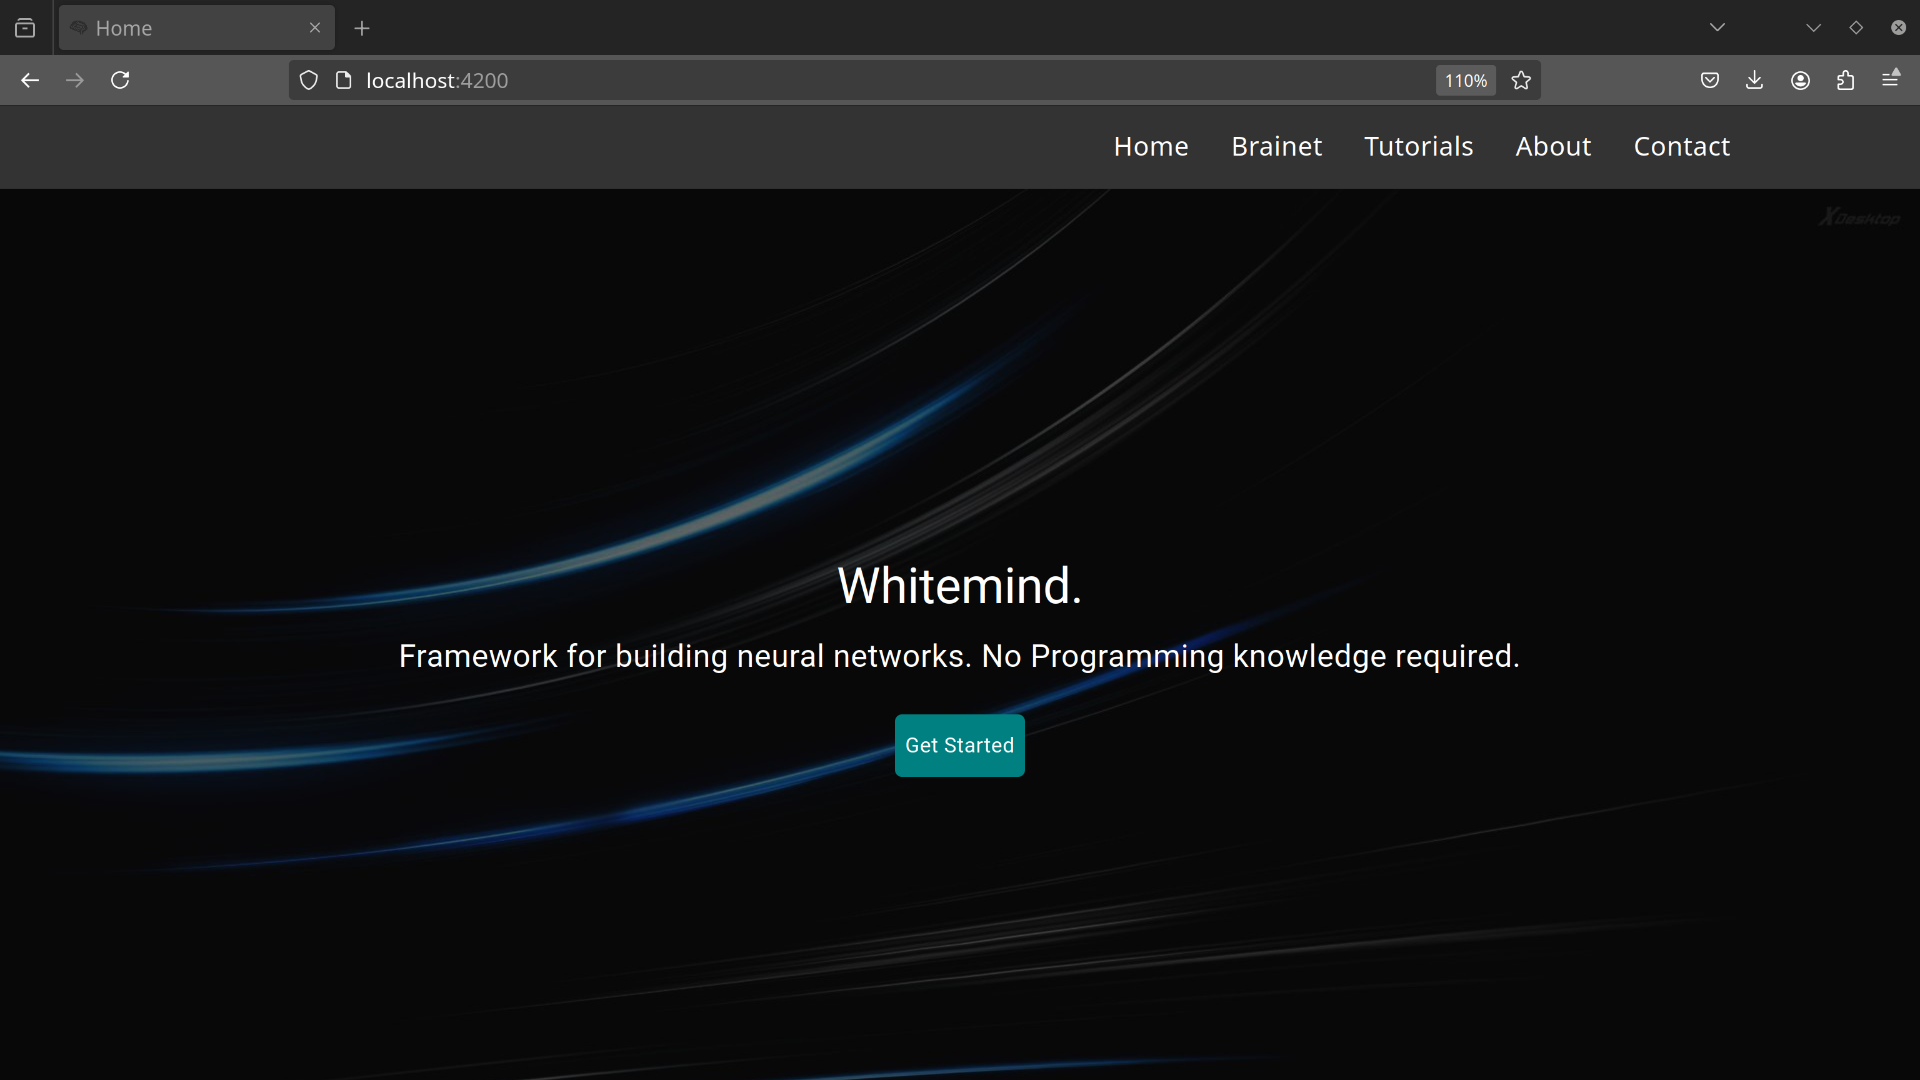 Home
localhost:4200
110%
Home Brainet Tutorials About Contact
XDesktop
Whitemind.
Framework for building neural networks. No Programming knowledge required.
Get Started